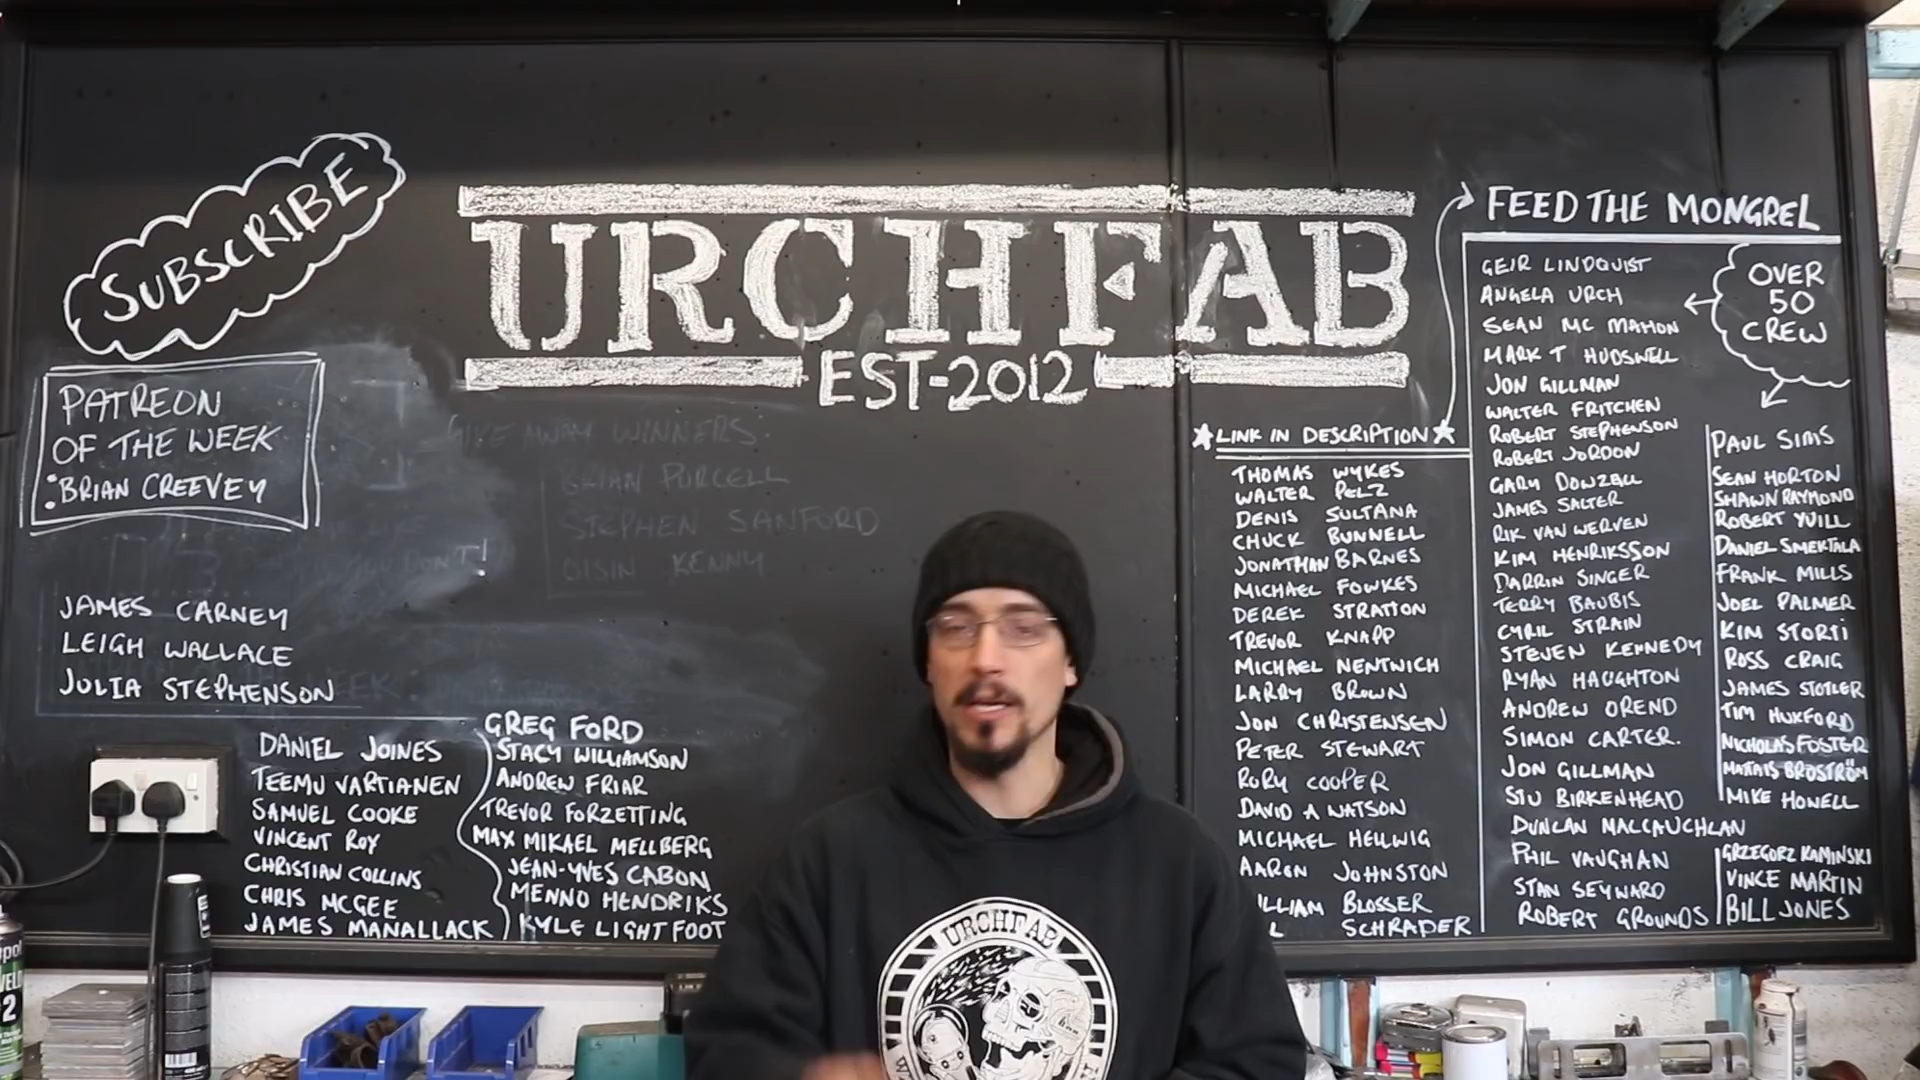 SUBSCRIBE
URCHFAB
EST-2012
PATREON
OF THE WEEK
:BRIAN CREEVEY
GIVE AWAY WINNERS:
BRIAN PURCELL
STEPHEN SANFORD
OISIN KENNY
DON'T!
JAMES CARNEY
LEIGH WALLACE
JULIA STEPHENSON
WEEK
DANIEL JOINES
TEEMU VARTIANEN
SAMUEL COOKE
VINCENT ROY
CHRISTIAN COLLINS
CHRIS MCGEE
JAMES MANALLACK
GREG FORD
STACY WILLIAMSON
ANDREW FRIAR
TREVOR FORZETTING
MAX MIKAEL MELLBERG
JEAN-YVES CABON
MENNO HENDRIKS
KYLE LIGHTFOOT
LINK IN DESCRIPTION
THOMAS WYKES
WALTER PELZ
DENIS SULTANA
CHUCK BUNNELL
JONATHAN BARNES
MICHAEL FOWKES
DEREK STRATTON
TREVOR KNAPP
MICHAEL NENTWICH
LARRY BROWN
JON CHRISTENSEN
PETER STEWART
RORY COOPER
DAVID A WATSON
MICHAEL HELLWIG
AARON JOHNSTON
ILLIAM BLOSSER
L SCHRADER
FEED THE MONGREL
GEIR LINDQUIST
ANGELA URCH
SEAN MC MAHON
MARK T HUDSWELL
JON GILLMAN
WALTER FRITCHEN
ROBERT STEPHENSON
ROBERT JORDON
GARY DOWZELL
JAMES SALTER
RIK VAN WERVEN
KIM HENRIKSSON
DARRIN SINGER
TERRY BAUBIS
CYRIL STRAIN
STEVEN KENNEDY
RYAN HAUGHTON
ANDREW OREND
SIMON CARTER.
JON GILLMAN
STU BIRKENHEAD
DUNCAN MACCAUCHLAN
PHIL VAUGHAN
STAN SEYWARD
ROBERT GROUNDS
OVER
50
CREW
PAUL SIMS
SEAN HORTON
SHAWN RAYMOND
ROBERT YUILL
DANIEL SMEKTALA
FRANK MILLS
JOEL PALMER
KIM STORTI
ROSS CRAIG
JAMES STOTLER
TIM HUXFORD
NICHOLAS FOSTER
MATTAIS BROSTRÖM
MIKE HOWELL
GRZEGORZ KAMINSKI
VINCE MARTIN
BILL JONES
URCHFAB